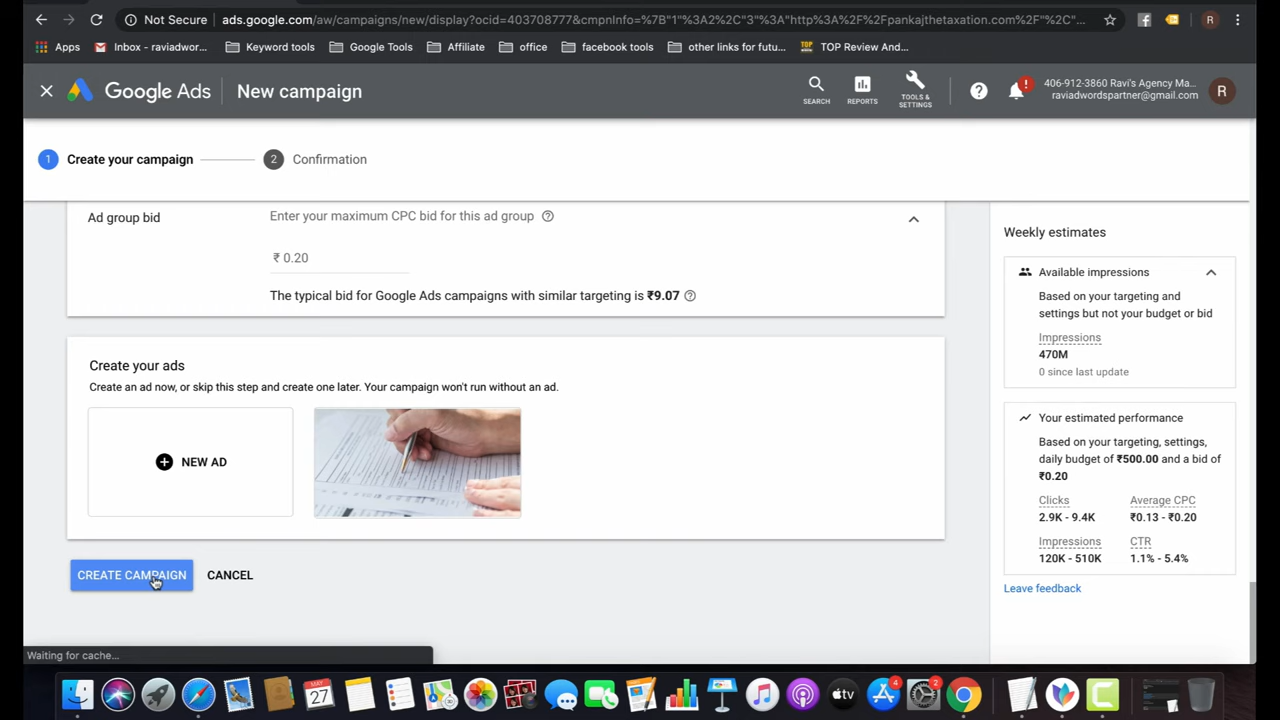 Not Secure
ads.google.com/aw/campaigns/new/display?ocid=403708777&cmpnInfo=%7B"1"%3A2%2C"3"%3A"http%3A%2F%2Fpankajthetaxation.com%2F"%2C"...
R
Apps
Inbox - raviadwor...
Keyword tools
Google Tools
Affiliate
office
facebook tools
other links for futu...
TOP
TOP Review And...
Google Ads
New campaign
SEARCH
REPORTS
TOOLS &
SETTINGS
406-912-3860 Ravi's Agency Ma...
raviadwordspartner@gmail.com
R
1 Create your campaign
2 Confirmation
Ad group bid
Enter your maximum CPC bid for this ad group
₹ 0.20
The typical bid for Google Ads campaigns with similar targeting is ₹9.07
Create your ads
Create an ad now, or skip this step and create one later. Your campaign won't run without an ad.
NEW AD
CREATE CAMPAIGN
CANCEL
Weekly estimates
Available impressions
Based on your targeting and
settings but not your budget or bid
Impressions
470M
0 since last update
Your estimated performance
Based on your targeting, settings,
daily budget of ₹500.00 and a bid of
₹0.20
Clicks
Average CPC
2.9K - 9.4K
₹0.13 - ₹0.20
Impressions
CTR
120K - 510K
1.1% - 5.4%
Leave feedback
Waiting for cache...
MAY
27
tv
4
2